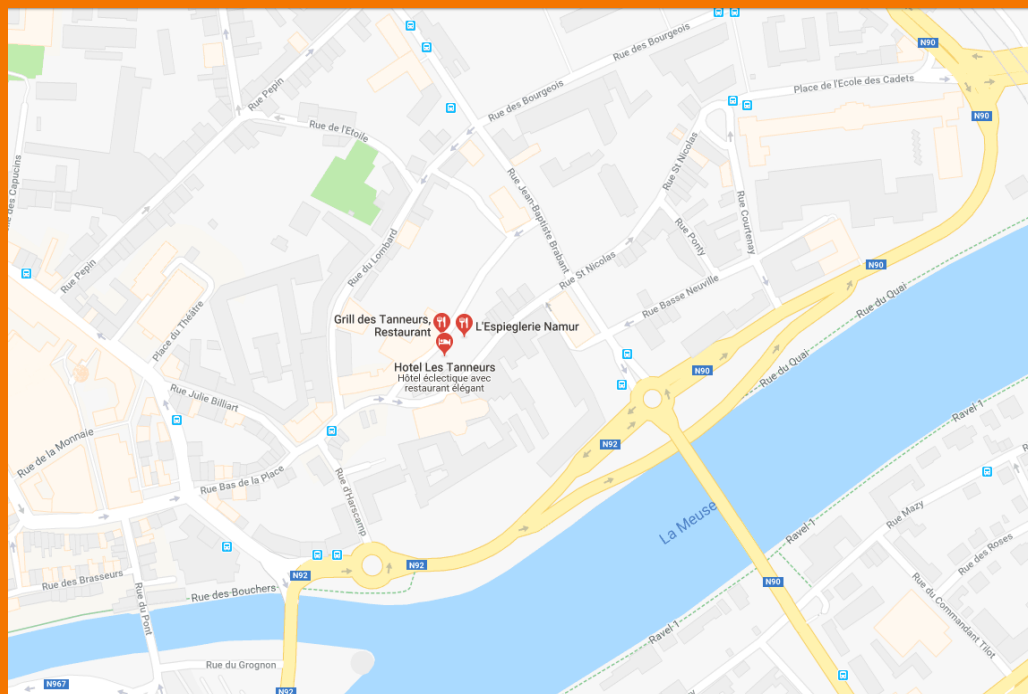 N90
Rue des Bourgeois
Rue Pepin
Rue des Bourgeois
Place de l'Ecole des Cadets
N90
Rue de l'Etoile
Rue St Nicolas
Rue Jean-Baptiste Brabant
Rue Courtenay
Rue Ponty
Rue du Lombard
Rue Pepin
Rue St Nicolas
Rue Basse Neuville
N90
Rue du Quai
Place du Théâtre
Grill des Tanneurs,
Restaurant
L'Espieglerie Namur
Hotel Les Tanneurs
Hôtel éclectique avec
restaurant élégant
N90
Rue du Quai
Rue Julie Billiart
Ravel 1
Rue de la Monnaie
N92
Rue Bas de la Place
Rue d'Harscamp
La Meuse
Ravel-1
Rue Mazy
Rue des Roses
N92
N92
Rue des Brasseurs
Rue des Bouchers
N90
Rue du Pont
Rue du Commandant Tilot
Ravel-1
Rue du Grognon
N967
N92